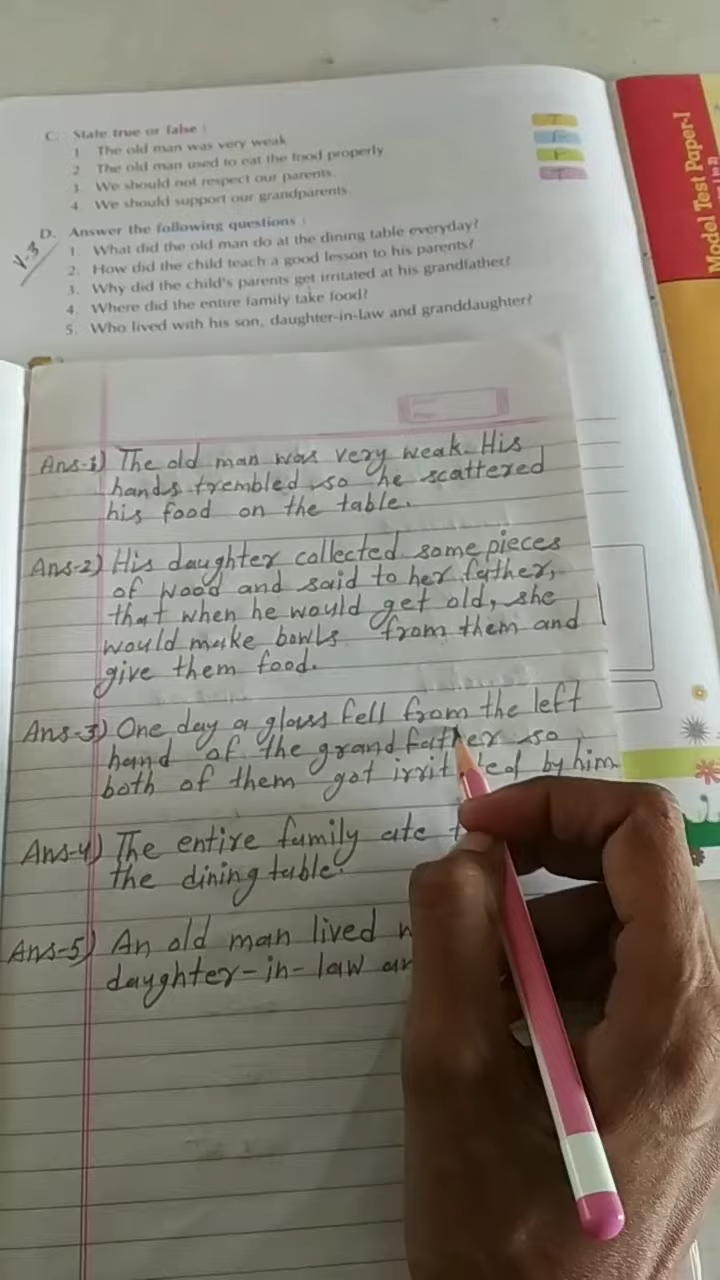 C. State true or false :
1 The old man was very weak
2 The old man used to eat the food properly
3. We should not respect our parents.
4. We should support our grandparents
T
F
F
T
D. Answer the following questions :
V-3
1. What did the old man do at the dining table everyday?
2. How did the child teach a good lesson to his parents?
3. Why did the child's parents get irritated at his grandfather?
4. Where did the entire family take food?
5. Who lived with his son, daughter-in-law and granddaughter?
Model Test Paper-I
Ans-1) The old man was very weak. His
hands trembled so he scattered
his food on the table.
Ans-2) His daughter collected some pieces
of wood and said to her father,
that when he would get old, she
would make bowls from them and
give them food.
Ans-3) One day a glass fell from the left
hand of the grandfather so
both of them got irrit ed by him
Ans-4) The entire family ate
the dining table.
Ans-5) An old man lived
daughter-in-law